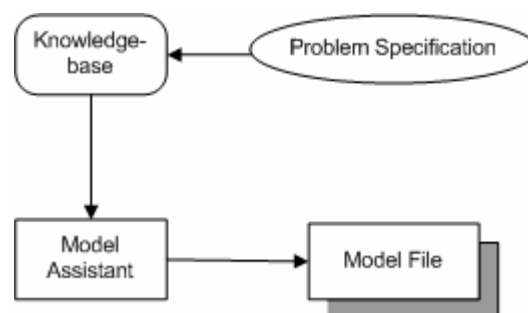 Knowledge-
base
Problem Specification
Model
Assistant
Model File